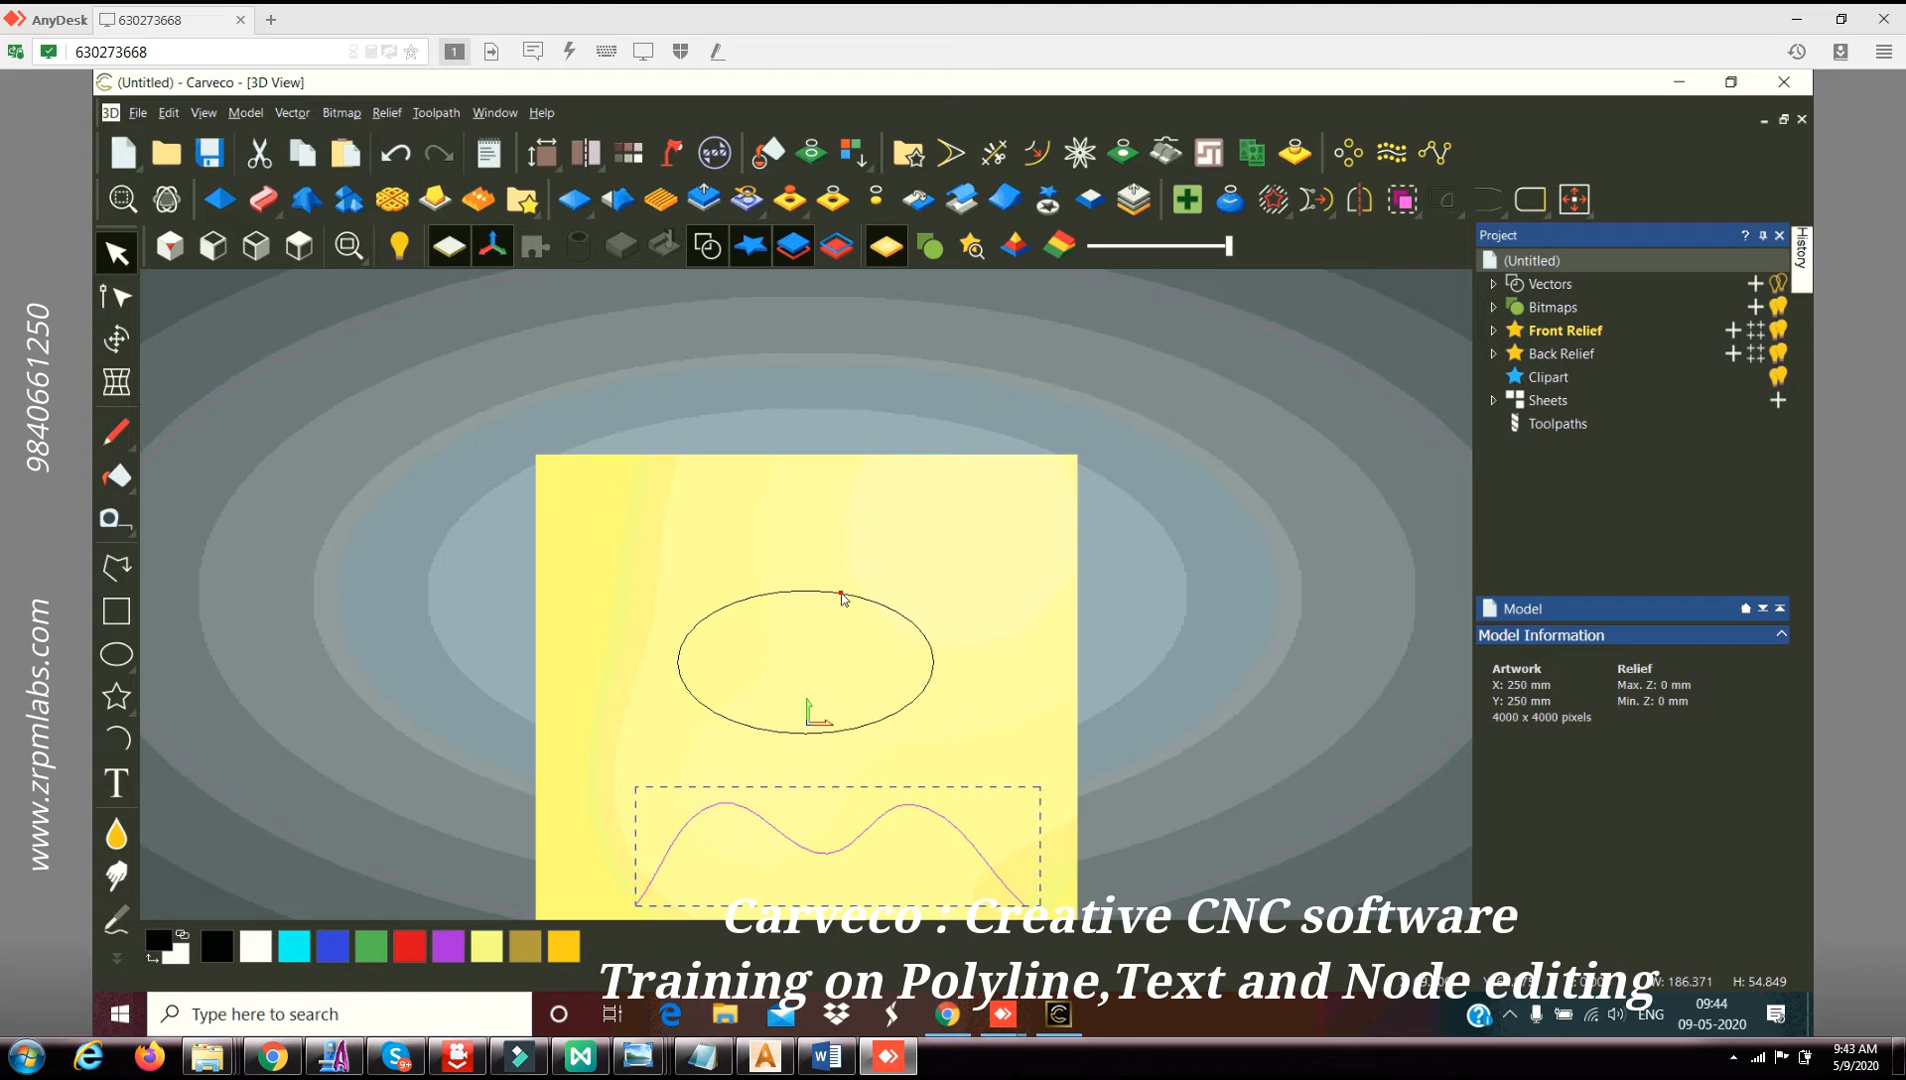 AnyDesk
630273668
630273668
1
(Untitled) - Carveco - [3D View]
3D File Edit View Model Vector Bitmap Relief Toolpath Window Help
Project
History
(Untitled)
Vectors
Bitmaps
Front Relief
Back Relief
Clipart
Sheets
Toolpaths
Model
Model Information
Artwork
X: 250 mm
Y: 250 mm
4000 x 4000 pixels
Relief
Max. Z: 0 mm
Min. Z: 0 mm
9840661250
www.zrpmlabs.com
T
Carveco : Creative CNC software
Training on Polyline,Text and Node editing
W: 186.371 H: 54.849
Type here to search
ENG
09:44
09-05-2020
9:43 AM
5/9/2020